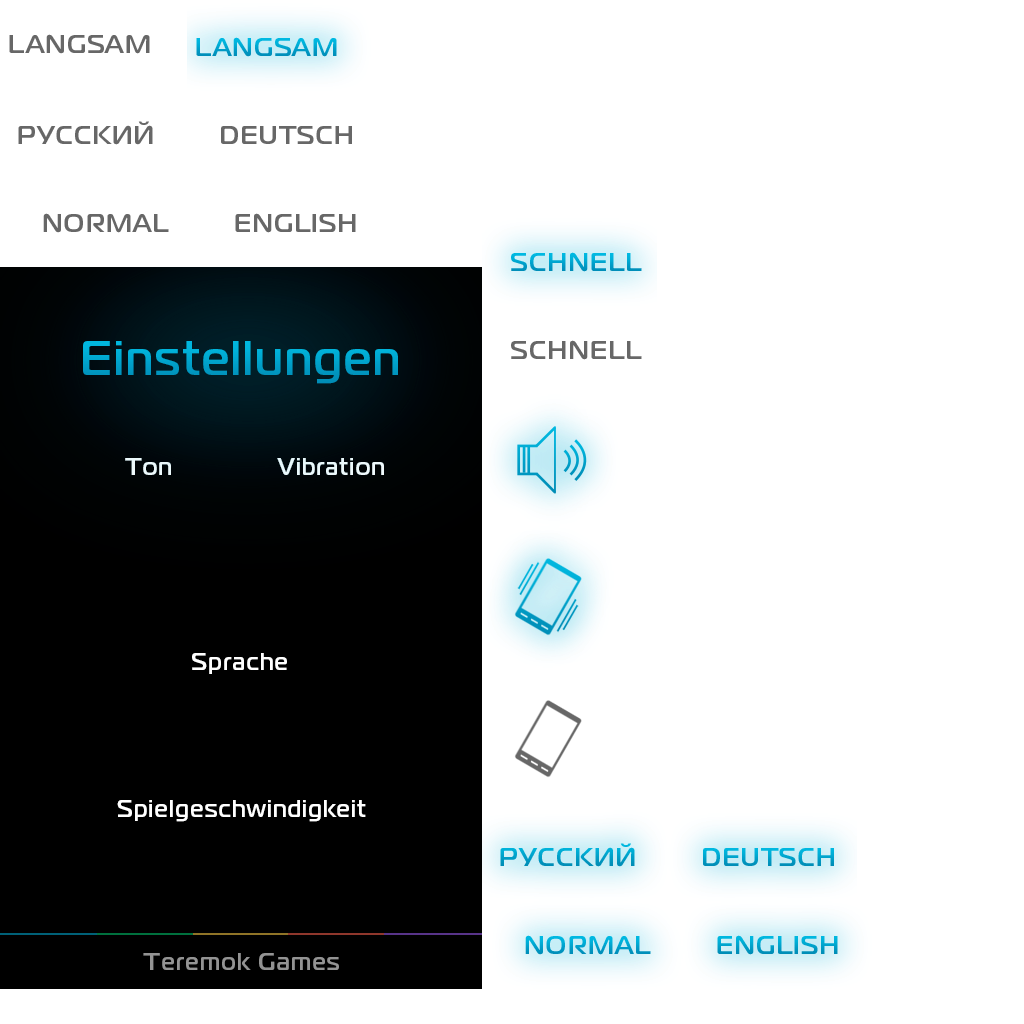 LANGSAM LANGSAM
РУССКИЙ DEUTSCH
NORMAL ENGLISH
SCHNELL
SCHNELL
Einstellungen
Ton Vibration
Sprache
Spielgeschwindigkeit
РУССКИЙ DEUTSCH
NORMAL ENGLISH
Teremok Games